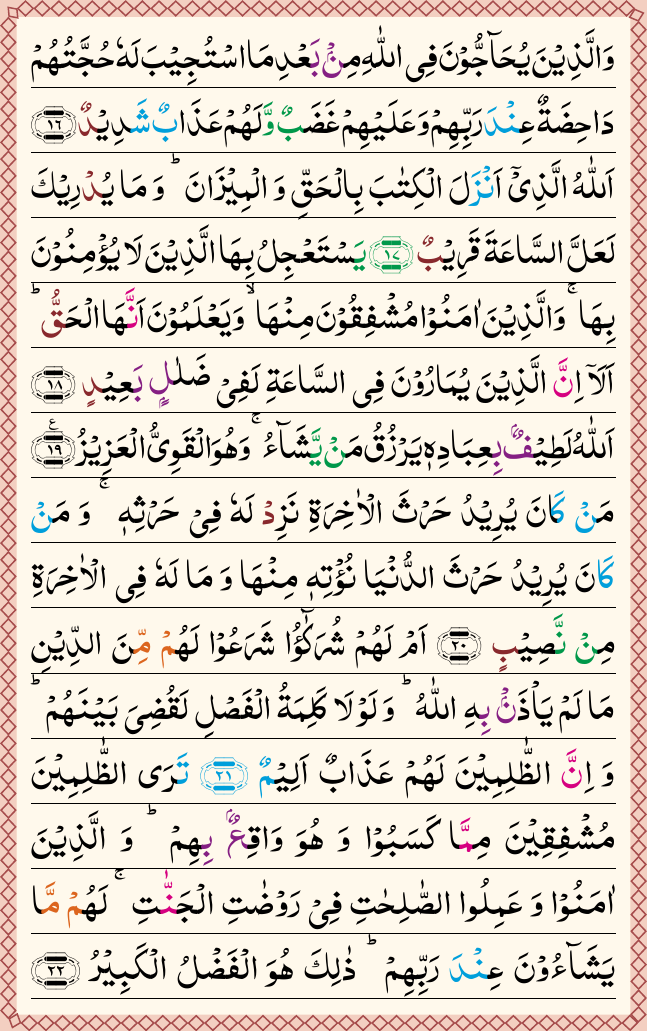 وَالَّذِيْنَ يُحَآجُّوْنَ فِى اللّٰهِ مِنْۢ بَعْدِ مَا اسْتُجِيْبَ لَهٗ حُجَّتُهُمْ
دَاحِضَةٌ عِنْدَ رَبِّهِمْ وَعَلَيْهِمْ غَضَبٌ وَّلَهُمْ عَذَابٌ شَدِيْدٌ ﴿١٦﴾
اَللّٰهُ الَّذِىْٓ اَنْزَلَ الْكِتٰبَ بِالْحَقِّ وَ الْمِيْزَانَ ؕ وَ مَا يُدْرِيْكَ
لَعَلَّ السَّاعَةَ قَرِيْبٌ ﴿١٧﴾ يَسْتَعْجِلُ بِهَا الَّذِيْنَ لَا يُؤْمِنُوْنَ
بِهَا ۚ وَالَّذِيْنَ اٰمَنُوْا مُشْفِقُوْنَ مِنْهَا ۙ وَيَعْلَمُوْنَ اَنَّهَا الْحَقُّ ؕ
اَلَاۤ اِنَّ الَّذِيْنَ يُمَارُوْنَ فِى السَّاعَةِ لَفِىْ ضَلٰلٍۢ بَعِيْدٍ ﴿١٨﴾
اَللّٰهُ لَطِيْفٌۢ بِعِبَادِهٖ يَرْزُقُ مَنْ يَّشَآءُ ۚ وَهُوَ الْقَوِىُّ الْعَزِيْزُ ﴿١٩﴾ ع
مَنْ كَانَ يُرِيْدُ حَرْثَ الْاٰخِرَةِ نَزِدْ لَهٗ فِىْ حَرْثِهٖ ۚ وَ مَنْ
كَانَ يُرِيْدُ حَرْثَ الدُّنْيَا نُؤْتِهٖ مِنْهَا وَ مَا لَهٗ فِى الْاٰخِرَةِ
مِنْ نَّصِيْبٍ ﴿٢٠﴾ اَمْ لَهُمْ شُرَكٰٓؤُا شَرَعُوْا لَهُمْ مِّنَ الدِّيْنِ
مَا لَمْ يَاْذَنْۢ بِهِ اللّٰهُ ؕ وَ لَوْ لَا كَلِمَةُ الْفَصْلِ لَقُضِىَ بَيْنَهُمْ ؕ
وَ اِنَّ الظّٰلِمِيْنَ لَهُمْ عَذَابٌ اَلِيْمٌ ﴿٢١﴾ تَرَى الظّٰلِمِيْنَ
مُشْفِقِيْنَ مِمَّا كَسَبُوْا وَ هُوَ وَاقِعٌۢ بِهِمْ ؕ وَ الَّذِيْنَ
اٰمَنُوْا وَ عَمِلُوا الصّٰلِحٰتِ فِىْ رَوْضٰتِ الْجَنّٰتِ ۚ لَهُمْ مَّا
يَشَآءُوْنَ عِنْدَ رَبِّهِمْ ؕ ذٰلِكَ هُوَ الْفَضْلُ الْكَبِيْرُ ﴿٢٢﴾